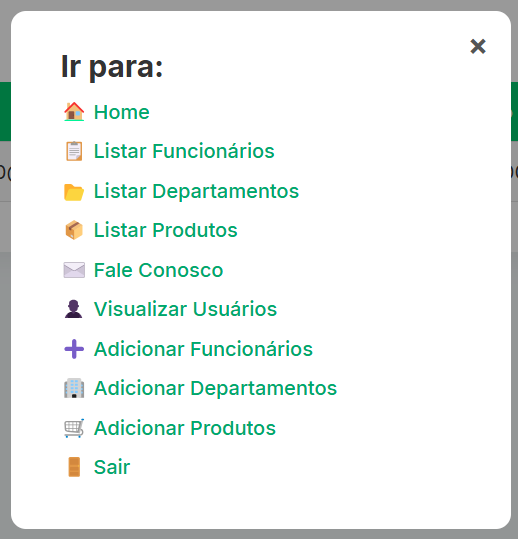 Ir para:
Home
Listar Funcionários
Listar Departamentos
Listar Produtos
Fale Conosco
Visualizar Usuários
Adicionar Funcionários
Adicionar Departamentos
Adicionar Produtos
Sair